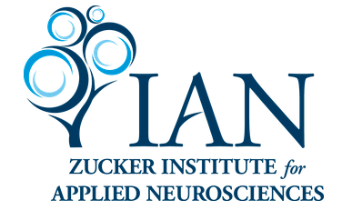 IAN
ZUCKER INSTITUTE for
APPLIED NEUROSCIENCES